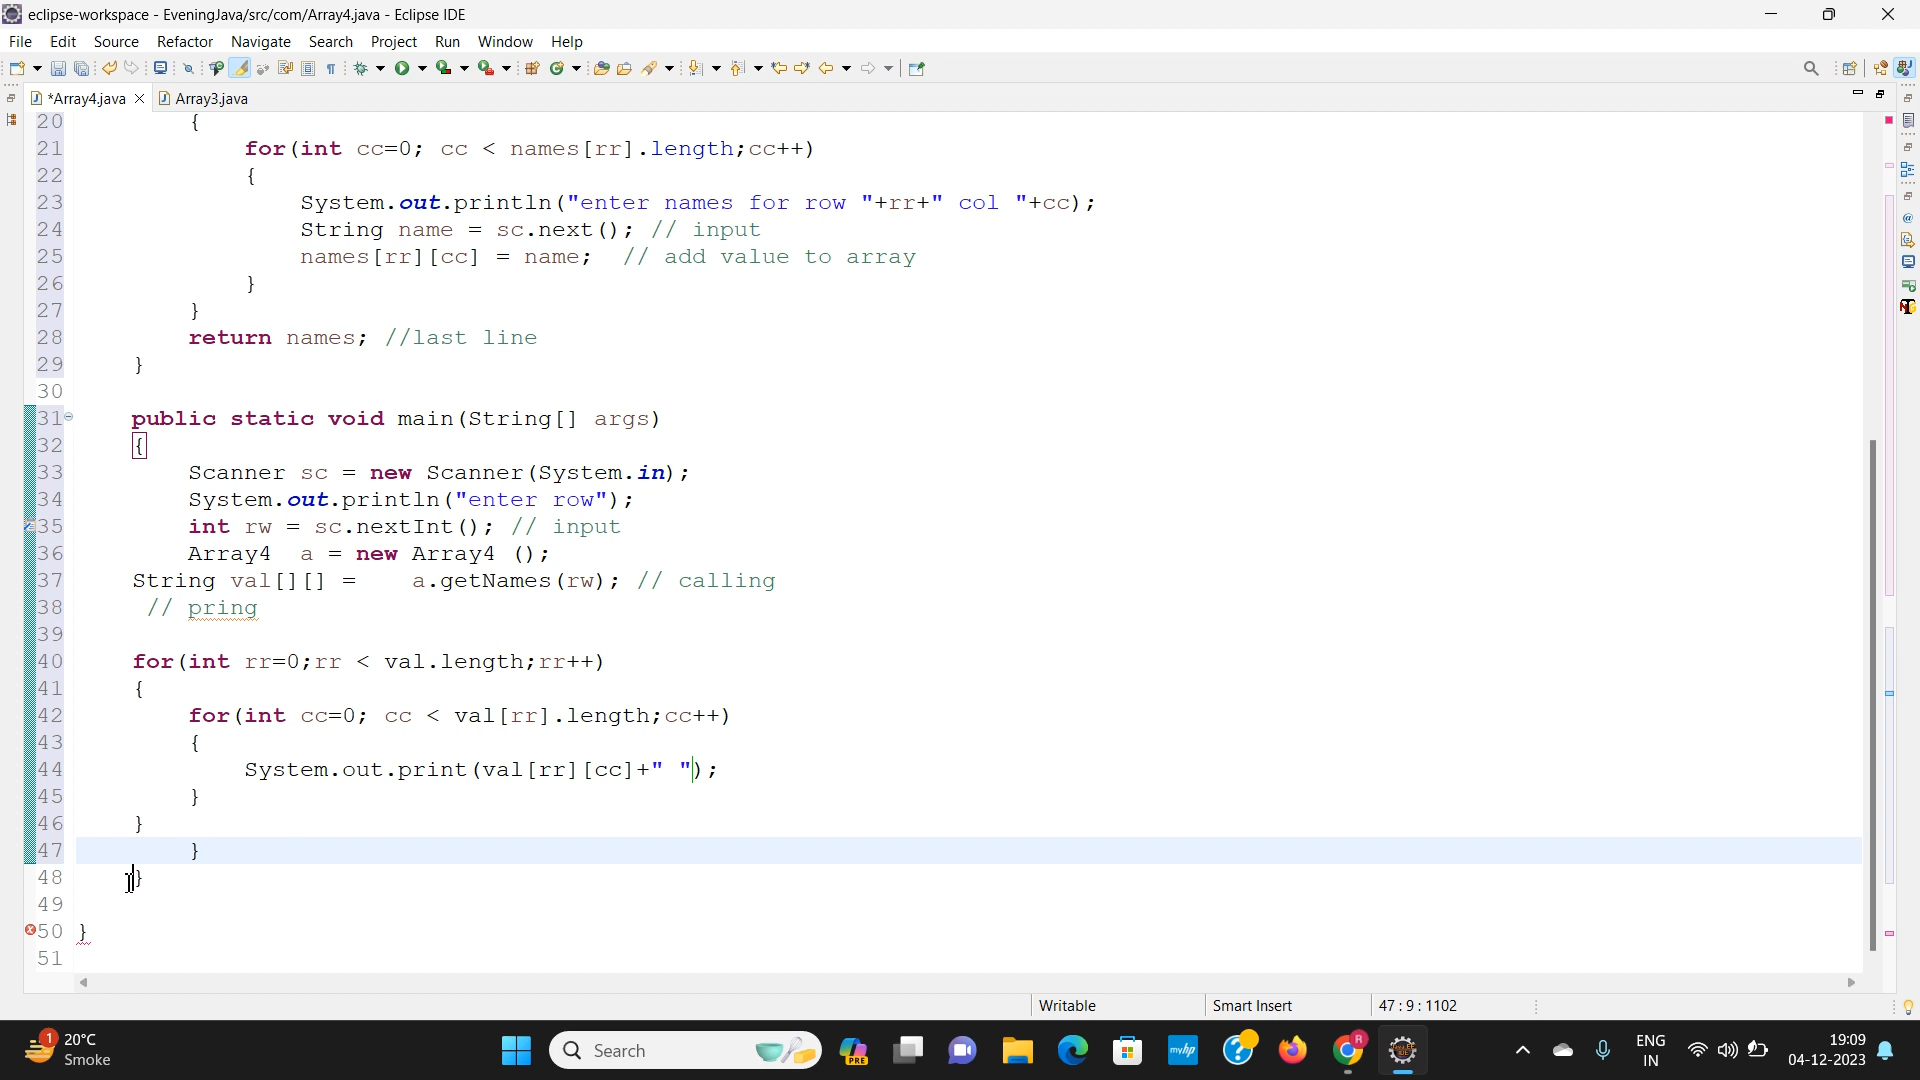 eclipse-workspace - EveningJava/src/com/Array4.java - Eclipse IDE
File Edit Source Refactor Navigate Search Project Run Window Help
*Array4.java Array3.java
20 {
21 for(int cc=0; cc < names[rr].length;cc++)
22 {
23 System.out.println("enter names for row "+rr+" col "+cc);
24 String name = sc.next(); // input
25 names[rr][cc] = name; // add value to array
26 }
27 }
28 return names; //last line
29 }
30
31 public static void main(String[] args)
32 {
33 Scanner sc = new Scanner(System.in);
34 System.out.println("enter row");
35 int rw = sc.nextInt(); // input
36 Array4 a = new Array4 ();
37 String val[][] = a.getNames(rw); // calling
38 // pring
39
40 for(int rr=0;rr < val.length;rr++)
41 {
42 for(int cc=0; cc < val[rr].length;cc++)
43 {
44 System.out.print(val[rr][cc]+" ");
45 }
46 }
47 }
48 }
49
50 }
51
Writable Smart Insert 47 : 9 : 1102
1 20°C
Smoke
Search
PRE
myhp
R
ENG
IN
19:09
04-12-2023